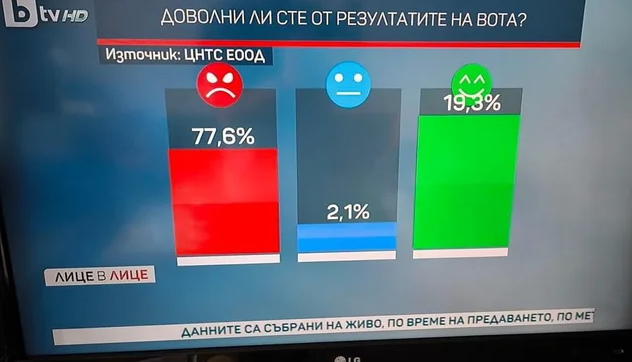 btv HD
ДОВОЛНИ ЛИ СТЕ ОТ РЕЗУЛТАТИТЕ НА ВОТА?
Източник: ЦНТС ЕООД
77,6%
2,1%
19,3%
ЛИЦЕ В ЛИЦЕ
ДАННИТЕ СА СЪБРАНИ НА ЖИВО, ПО ВРЕМЕ НА ПРЕДАВАНЕТО, ПО МЕТ
LG